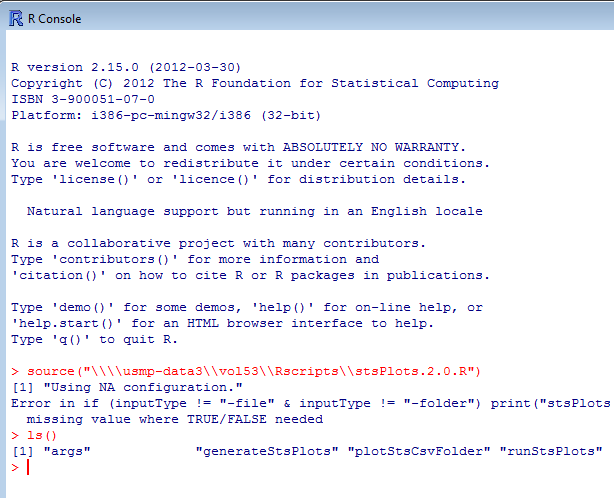 R Console
R version 2.15.0 (2012-03-30)
Copyright (C) 2012 The R Foundation for Statistical Computing
ISBN 3-900051-07-0
Platform: i386-pc-mingw32/i386 (32-bit)
R is free software and comes with ABSOLUTELY NO WARRANTY.
You are welcome to redistribute it under certain conditions.
Type 'license()' or 'licence()' for distribution details.
Natural language support but running in an English locale
R is a collaborative project with many contributors.
Type 'contributors()' for more information and
'citation()' on how to cite R or R packages in publications.
Type 'demo()' for some demos, 'help()' for on-line help, or
'help.start()' for an HTML browser interface to help.
Type 'q()' to quit R.
> source("\\\\usmp-data3\\vol53\\Rscripts\\stsPlots.2.0.R")
[1] "Using NA configuration."
Error in if (inputType != "-file" & inputType != "-folder") print("stsPlots
missing value where TRUE/FALSE needed
> ls()
[1] "args" "generateStsPlots" "plotStsCsvFolder" "runStsPlots"
>